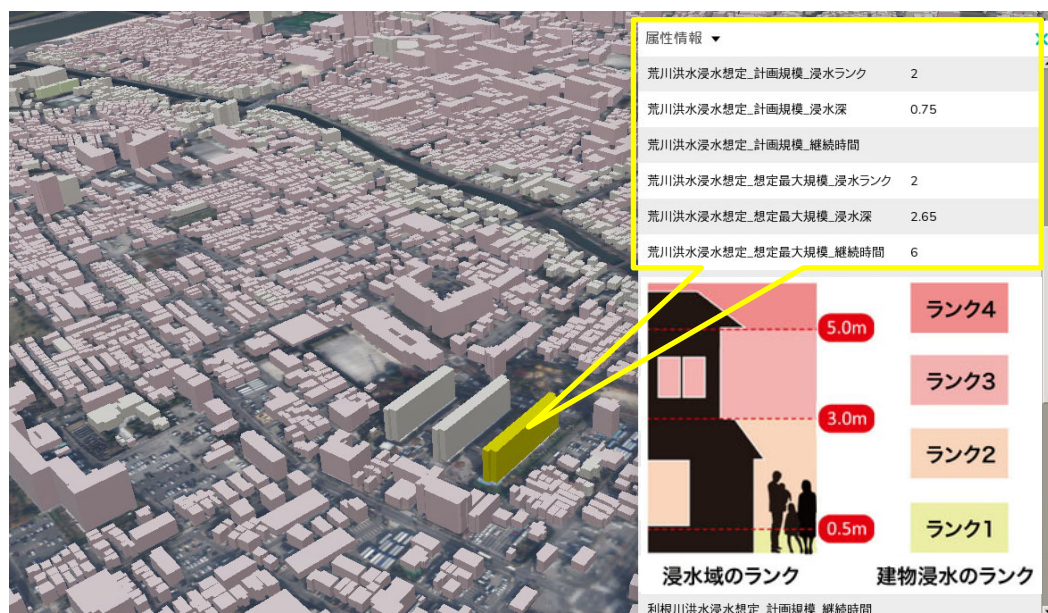 属性情報 ▼
荒川洪水浸水想定_計画規模_浸水ランク 2
荒川洪水浸水想定_計画規模_浸水深 0.75
荒川洪水浸水想定_計画規模_継続時間
荒川洪水浸水想定_想定最大規模_浸水ランク 2
荒川洪水浸水想定_想定最大規模_浸水深 2.65
荒川洪水浸水想定_想定最大規模_継続時間 6
ランク4
5.0m
ランク3
3.0m
ランク2
0.5m
ランク1
浸水域のランク 建物浸水のランク
利根川洪水浸水想定_計画規模_継続時間